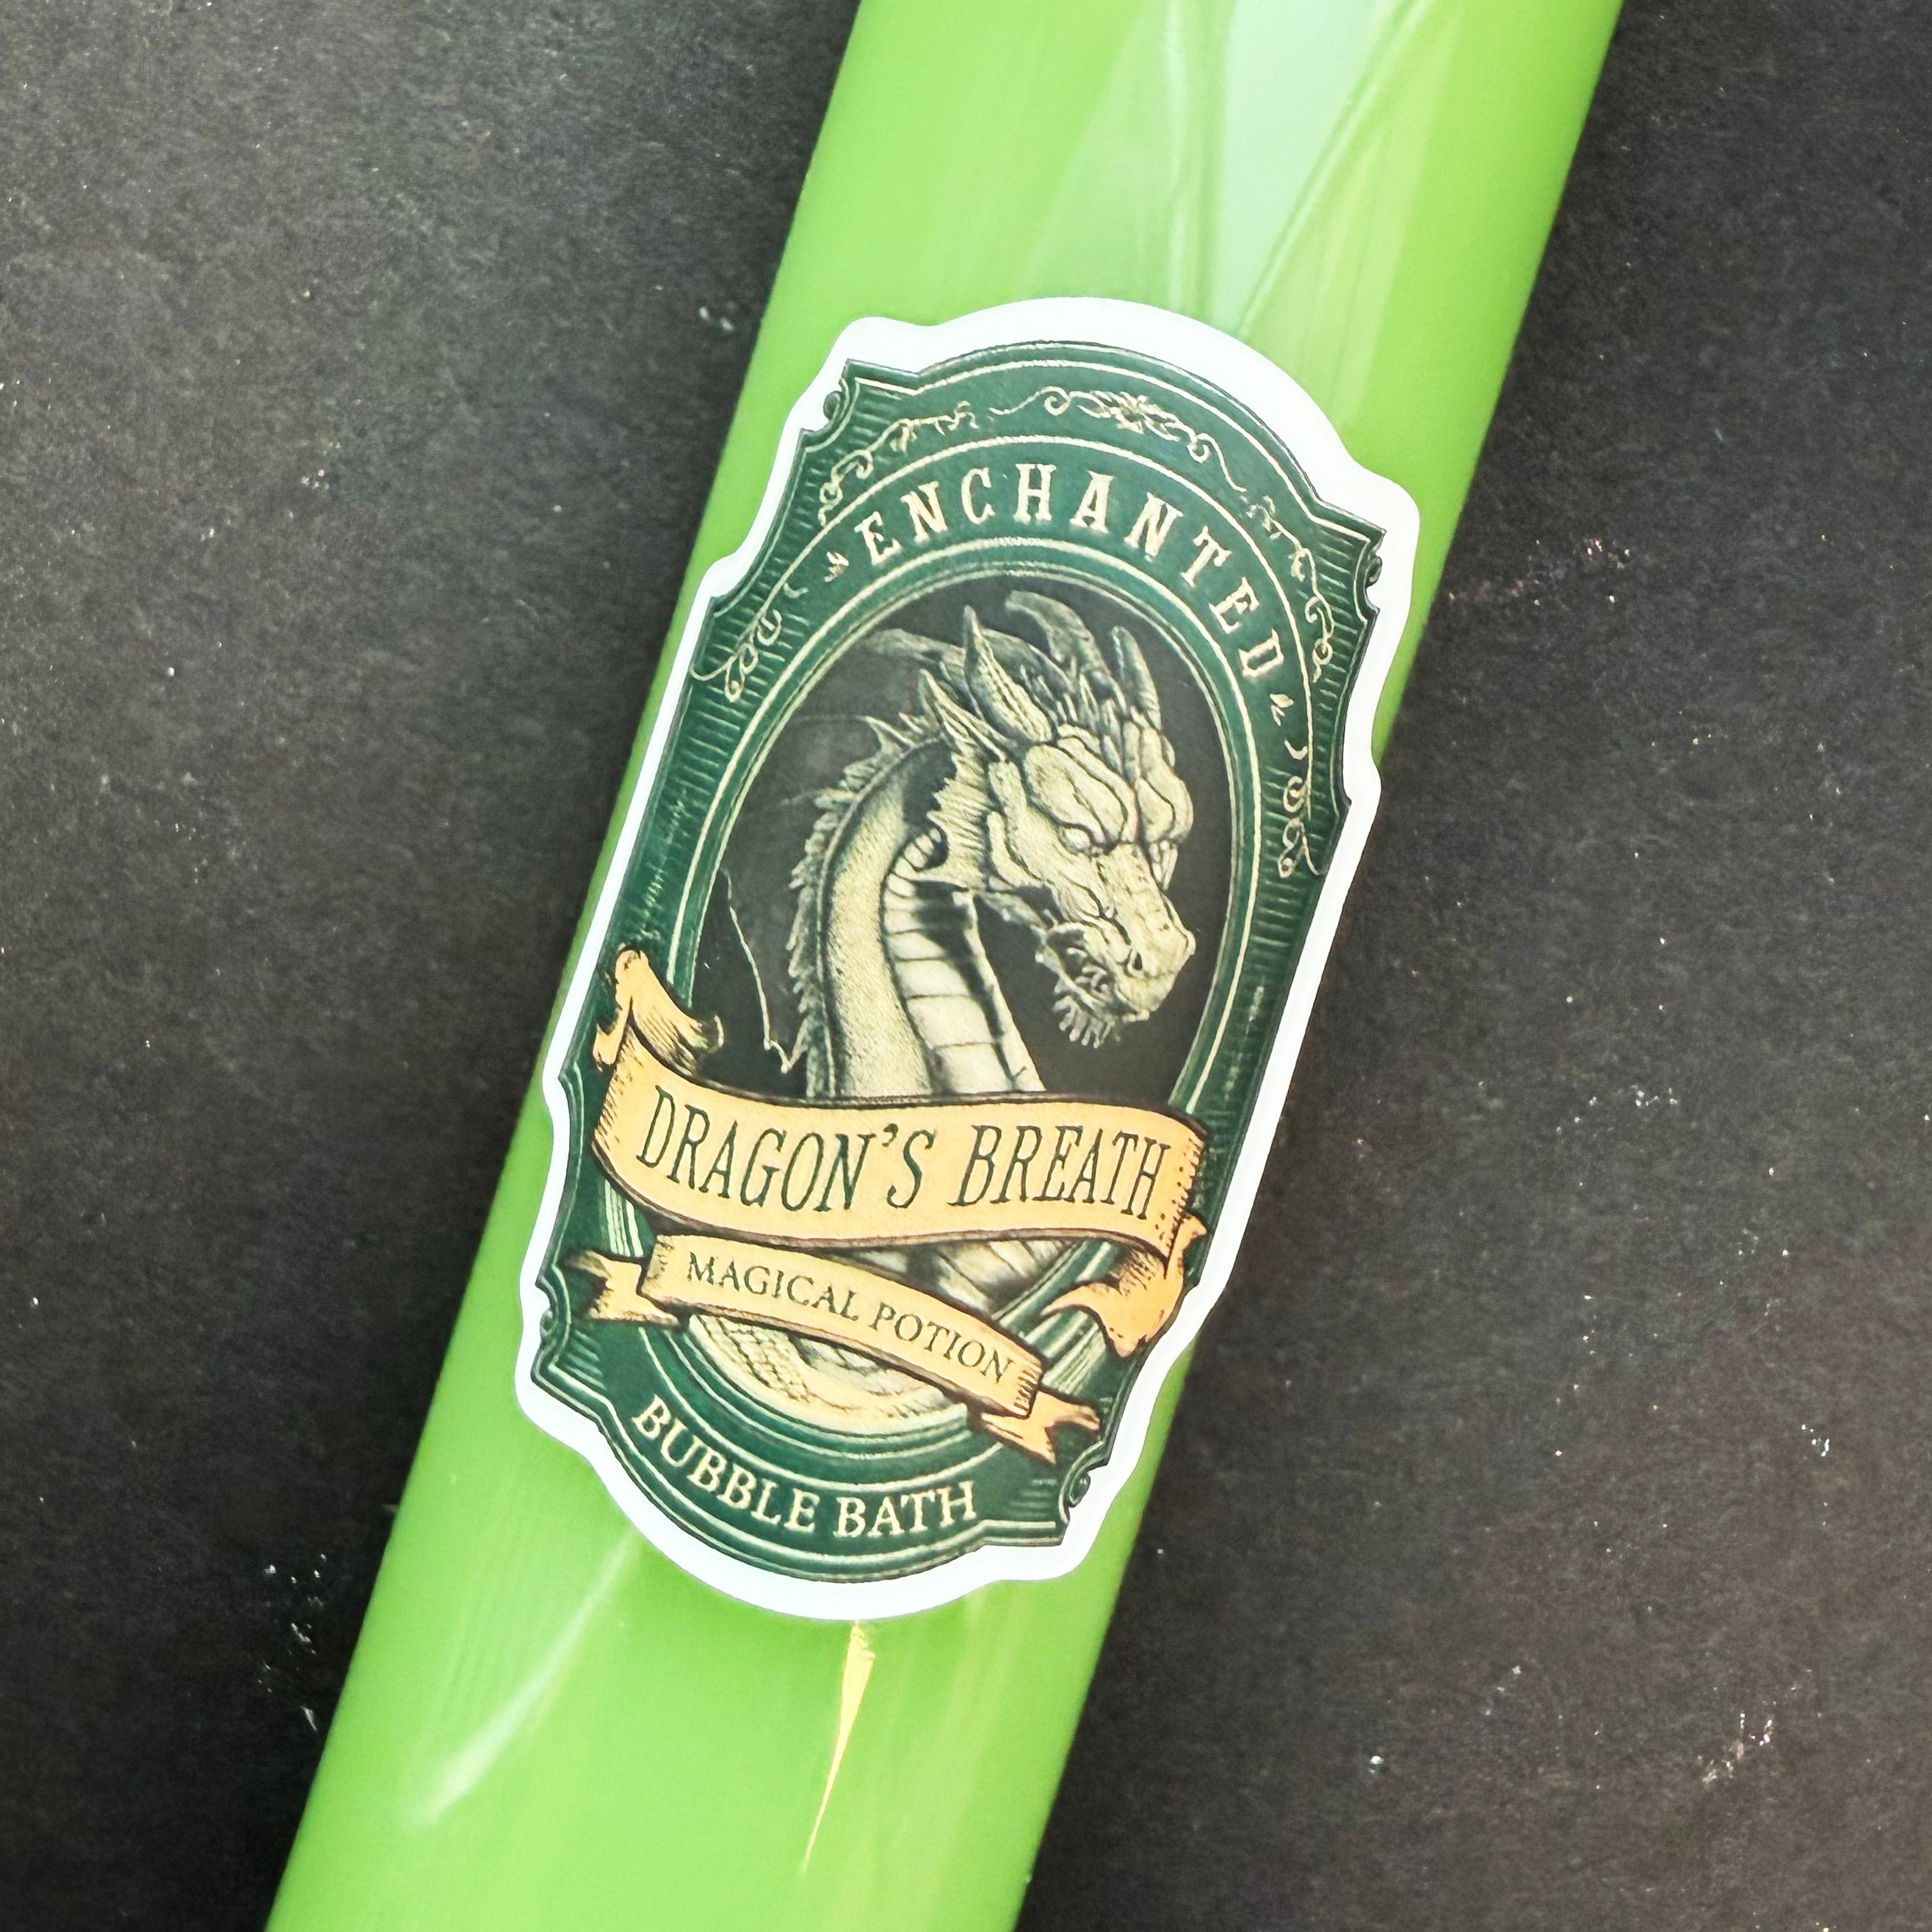 ENCHANTED
DRAGON'S BREATH
MAGICAL POTION
BUBBLE BATH